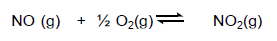 NO (g) + ½ O₂(g) ⇌ NO₂(g)